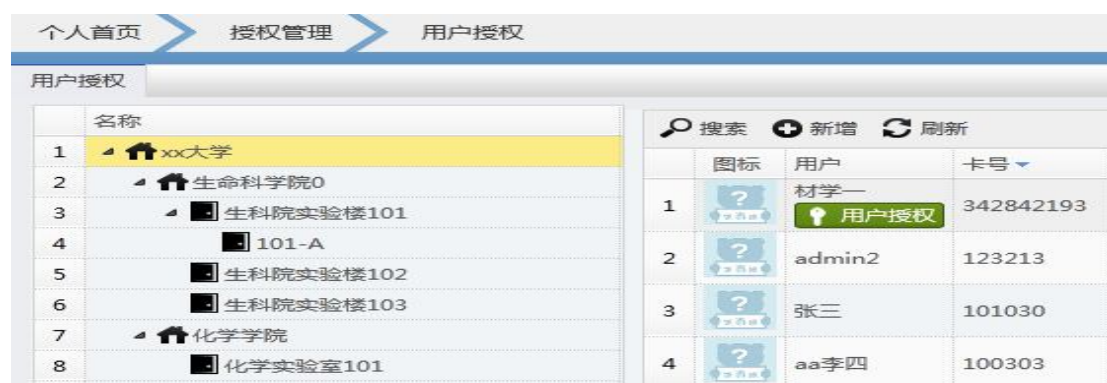 个人首页 授权管理 用户授权
用户授权
名称
1 xx大学
2 生命科学院0
3 生科院实验楼101
4 101-A
5 生科院实验楼102
6 生科院实验楼103
7 化学学院
8 化学实验室101
搜索 新增 刷新
图标 用户 卡号
1 材学一 342842193
用户授权
2 admin2 123213
3 张三 101030
4 aa李四 100303